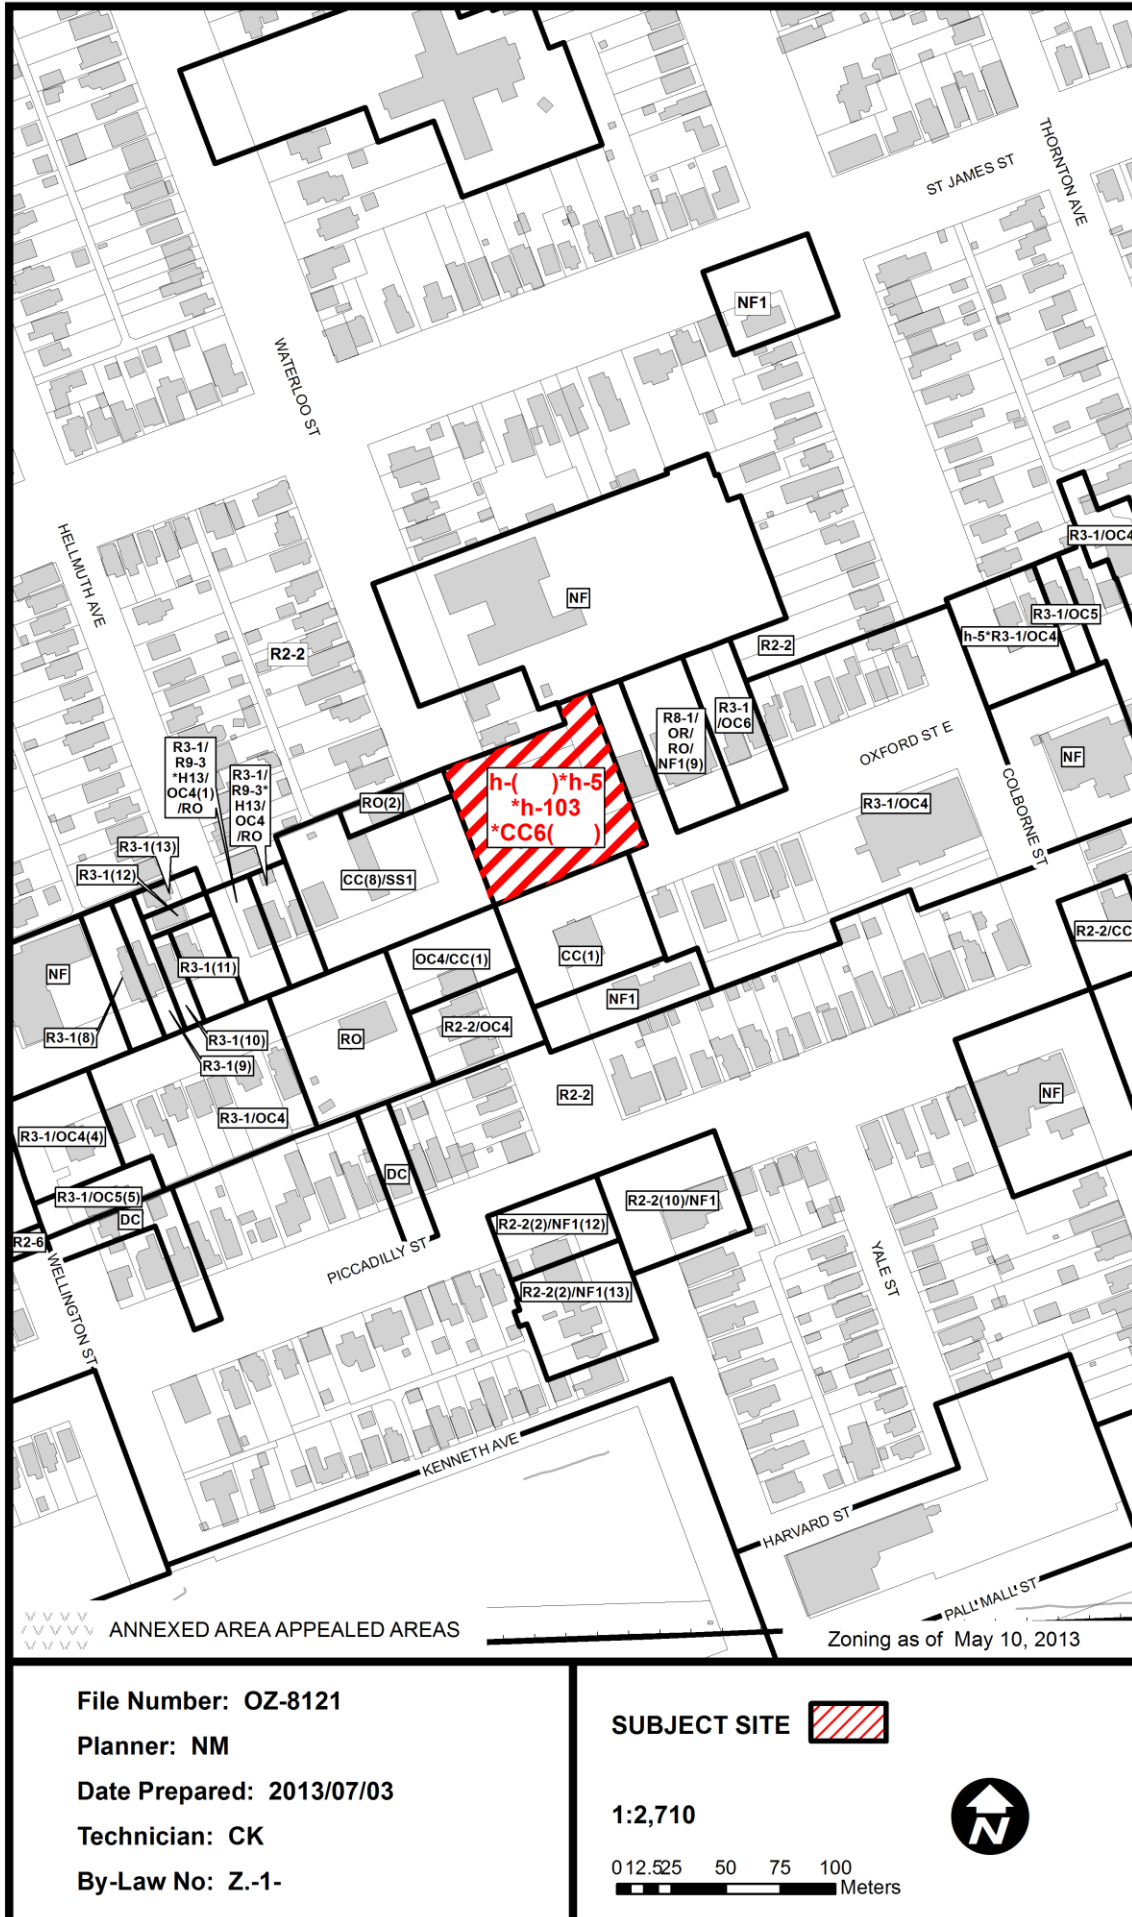 THORNTON AVE
ST JAMES ST
NF1
WATERLOO ST
HELLMUTH AVE
R3-1/OC4
NF
R3-1/OC5
h-5*R3-1/OC4
R2-2
R2-2
R8-1/
OR/
RO/
NF1(9)
R3-1
/OC6
OXFORD ST E
NF
COLBORNE ST
R3-1/
R9-3
*H13/
OC4(1)
/RO
R3-1/
R9-3*
H13/
OC4
/RO
h-( )*h-5
*h-103
*CC6( )
RO(2)
R3-1/OC4
R3-1(13)
R3-1(12)
CC(8)/SS1
R2-2/CC
NF
R3-1(11)
OC4/CC(1)
CC(1)
NF1
R3-1(8)
R3-1(10)
R3-1(9)
RO
R2-2/OC4
R2-2
NF
R3-1/OC4
R3-1/OC4(4)
DC
R3-1/OC5(5)
DC
R2-6
R2-2(10)/NF1
R2-2(2)/NF1(12)
R2-2(2)/NF1(13)
PICCADILLY ST
WELLINGTON ST
YALE ST
KENNETH AVE
HARVARD ST
PALL MALL ST
ANNEXED AREA APPEALED AREAS
Zoning as of May 10, 2013
File Number: OZ-8121
Planner: NM
Date Prepared: 2013/07/03
Technician: CK
By-Law No: Z.-1-
SUBJECT SITE
1:2,710
N
0 12.5 25 50 75 100
Meters